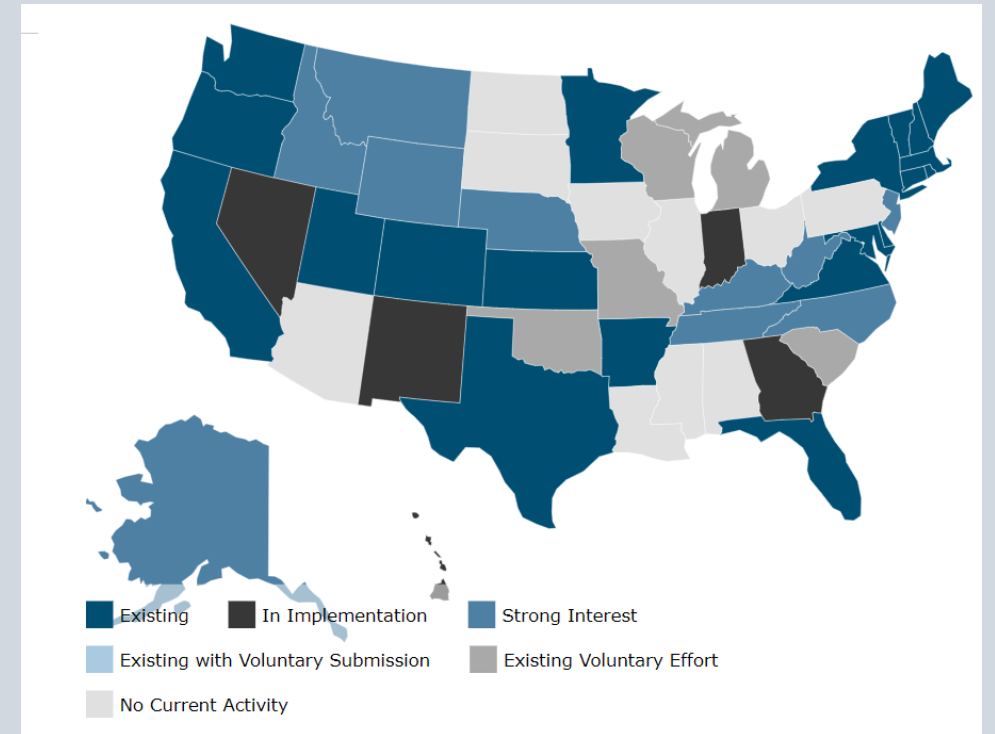 Existing In Implementation Strong Interest
Existing with Voluntary Submission Existing Voluntary Effort
No Current Activity